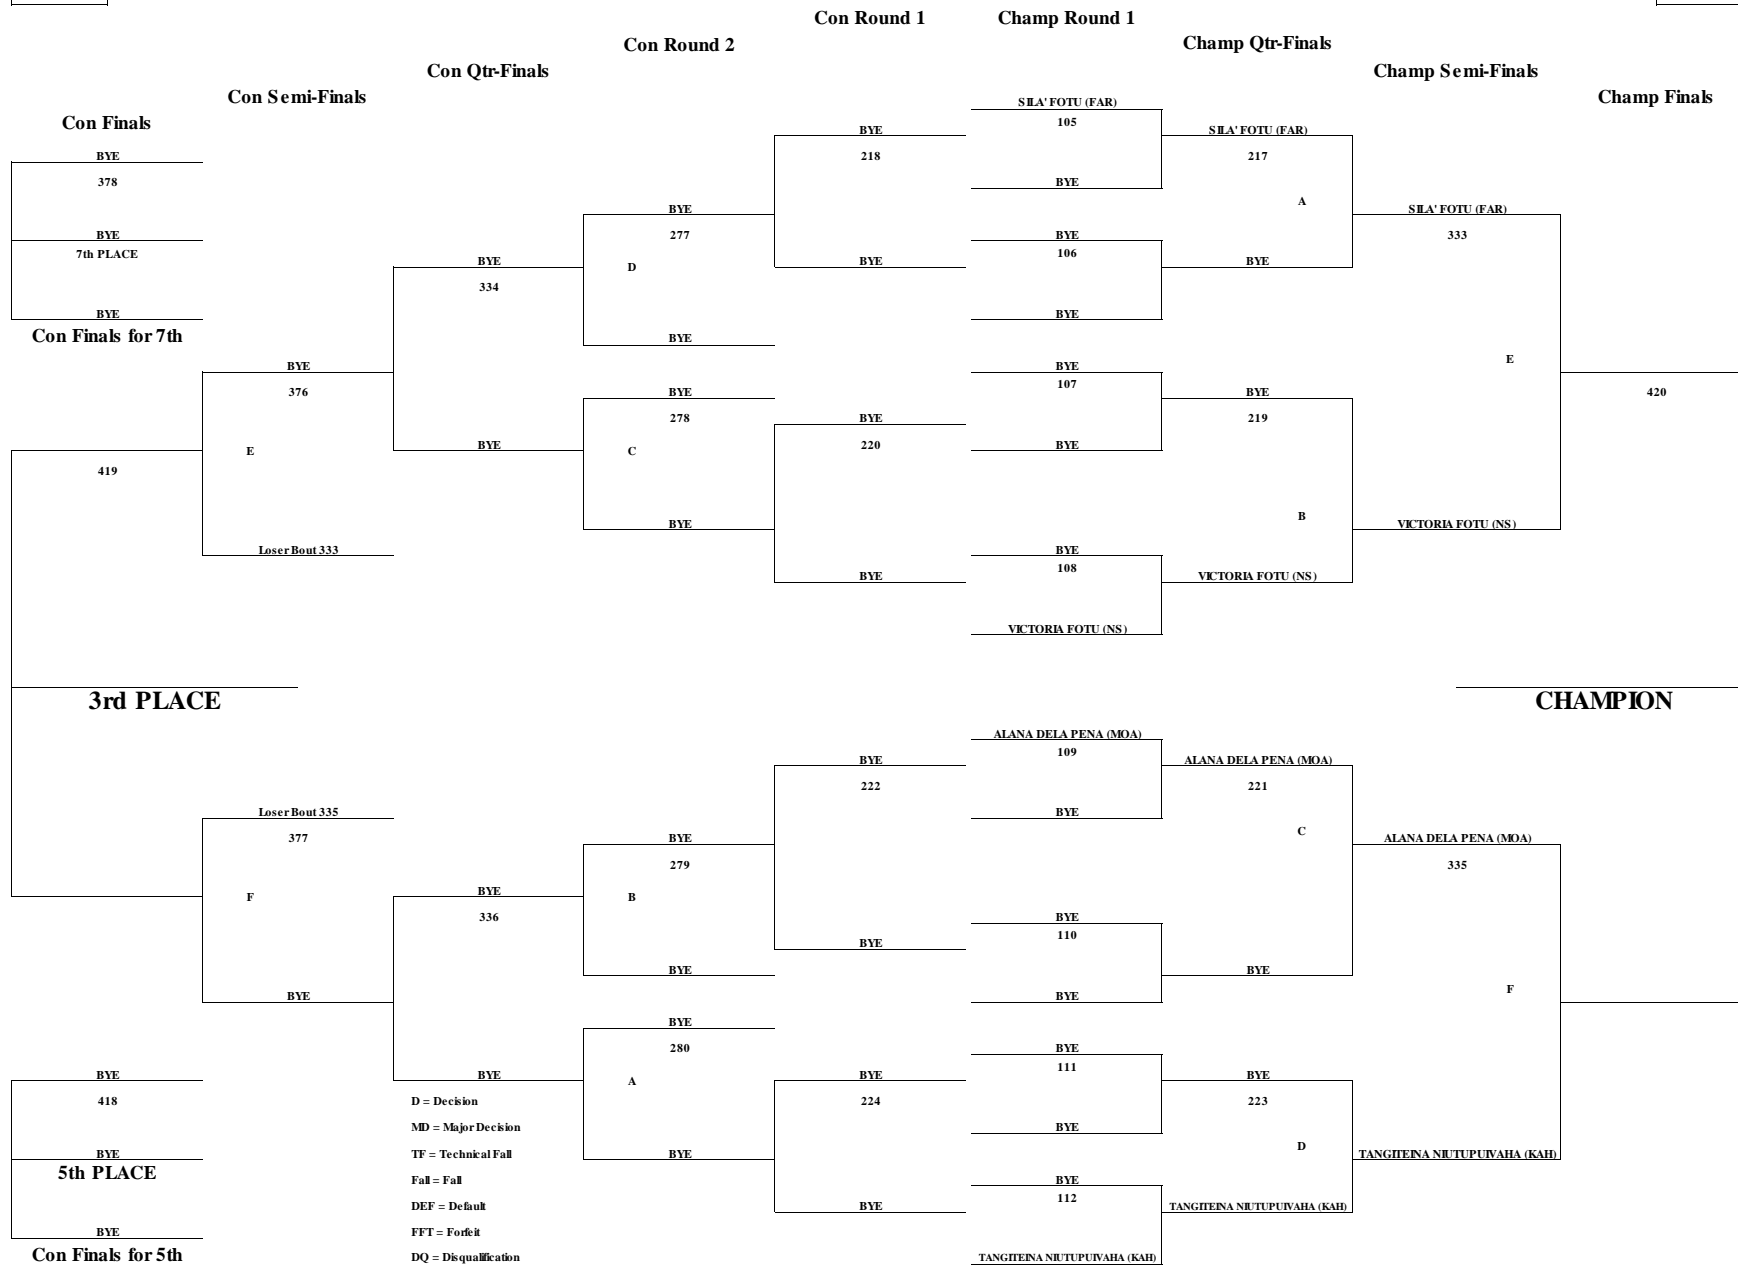 Con Round 1
Champ Round 1
Con Round 2
Champ Qtr-Finals
Con Qtr-Finals
Champ Semi-Finals
Con Semi-Finals
Champ Finals
Con Finals
SILA' FOTU (FAR)
105
BYE
SILA' FOTU (FAR)
BYE
218
217
378
BYE
A
BYE
SILA' FOTU (FAR)
BYE
277
BYE
333
7th PLACE
106
BYE
D
BYE
BYE
334
BYE
BYE
Con Finals for 7th
BYE
E
BYE
BYE
376
107
420
BYE
BYE
278
BYE
219
BYE
220
E
C
BYE
BYE
419
B
BYE
VICTORIA FOTU (NS)
Loser Bout 333
BYE
108
BYE
VICTORIA FOTU (NS)
VICTORIA FOTU (NS)
3rd PLACE
CHAMPION
ALANA DELA PENA (MOA)
109
BYE
ALANA DELA PENA (MOA)
222
221
Loser Bout 335
BYE
377
C
BYE
ALANA DELA PENA (MOA)
279
335
BYE
F
B
336
BYE
110
BYE
BYE
BYE
BYE
BYE
F
BYE
280
BYE
111
BYE
BYE
BYE
BYE
A
418
D = Decision
224
223
MD = Major Decision
BYE
D
BYE
TF = Technical Fall
BYE
TANGITEINA NIUTUPUIVAHA (KAH)
5th PLACE
Fall = Fall
BYE
112
DEF = Default
BYE
TANGITEINA NIUTUPUIVAHA (KAH)
BYE
FFT = Forfeit
Con Finals for 5th
DQ = Disqualification
TANGITEINA NIUTUPUIVAHA (KAH)